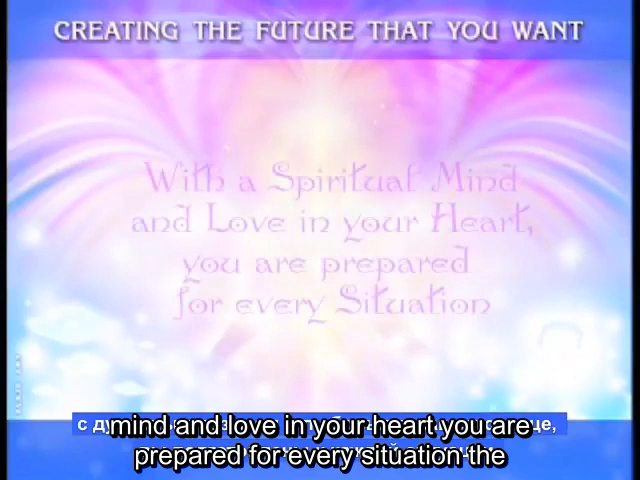 CREATING THE FUTURE THAT YOU WANT
With a Spiritual Mind
and Love in your Heart,
you are prepared
for every Situation
mind and love in your heart you are
prepared for every situation the